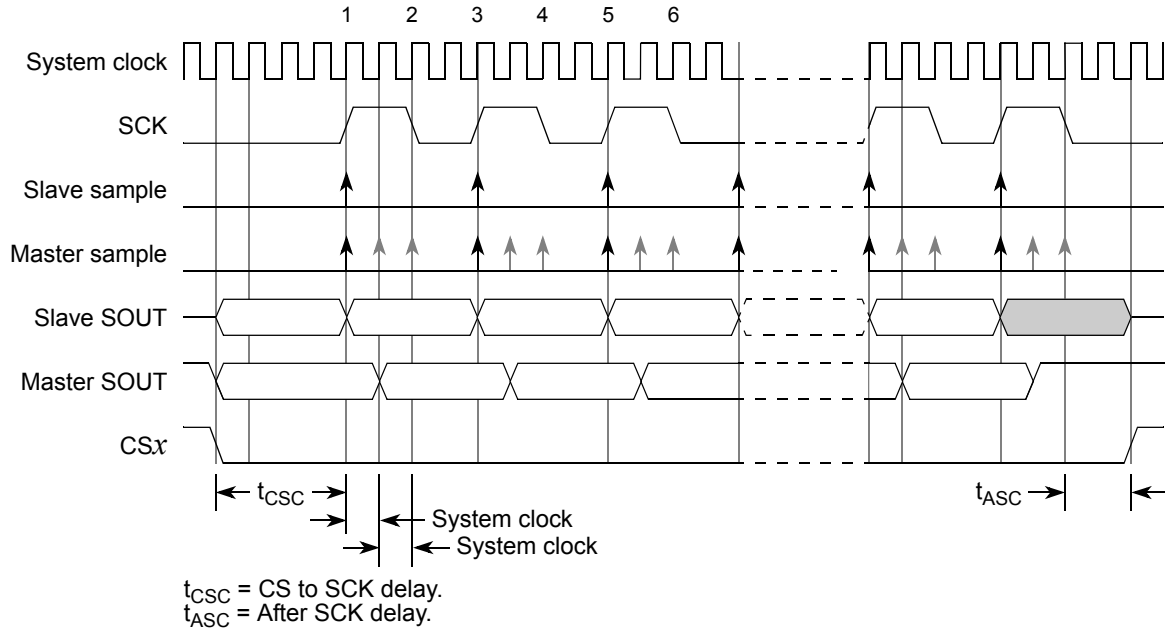 1 2 3 4 5 6
System clock
SCK
Slave sample
Master sample
Slave SOUT
Master SOUT
CSx
tCSC
tASC
System clock
System clock
tCSC = CS to SCK delay.
tASC = After SCK delay.